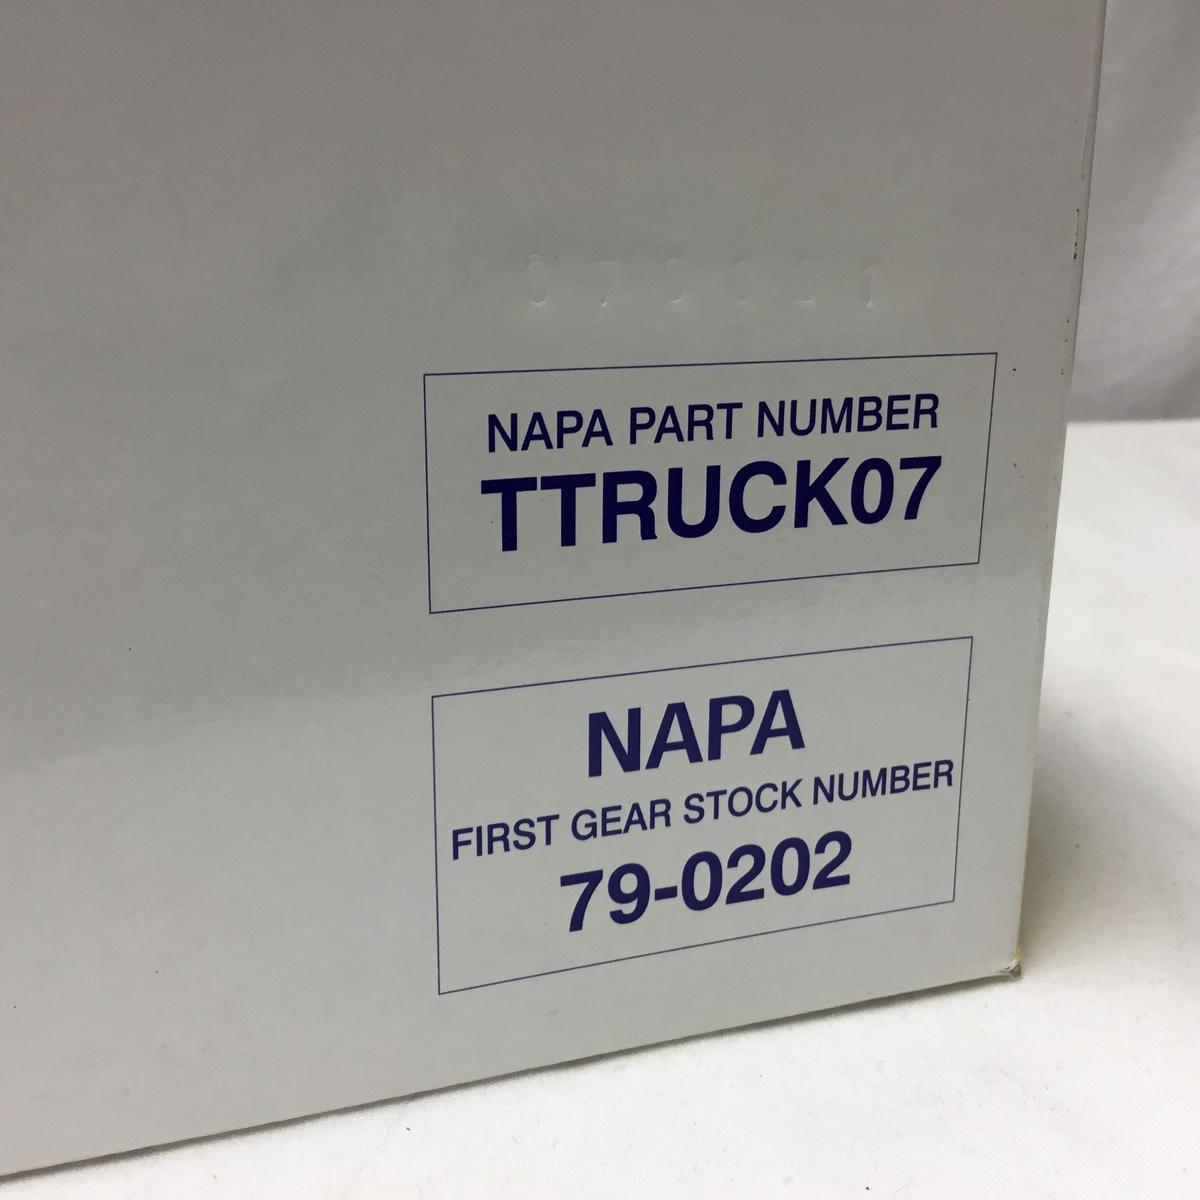 NAPA PART NUMBER
TTRUCK07
NAPA
FIRST GEAR STOCK NUMBER
79-0202